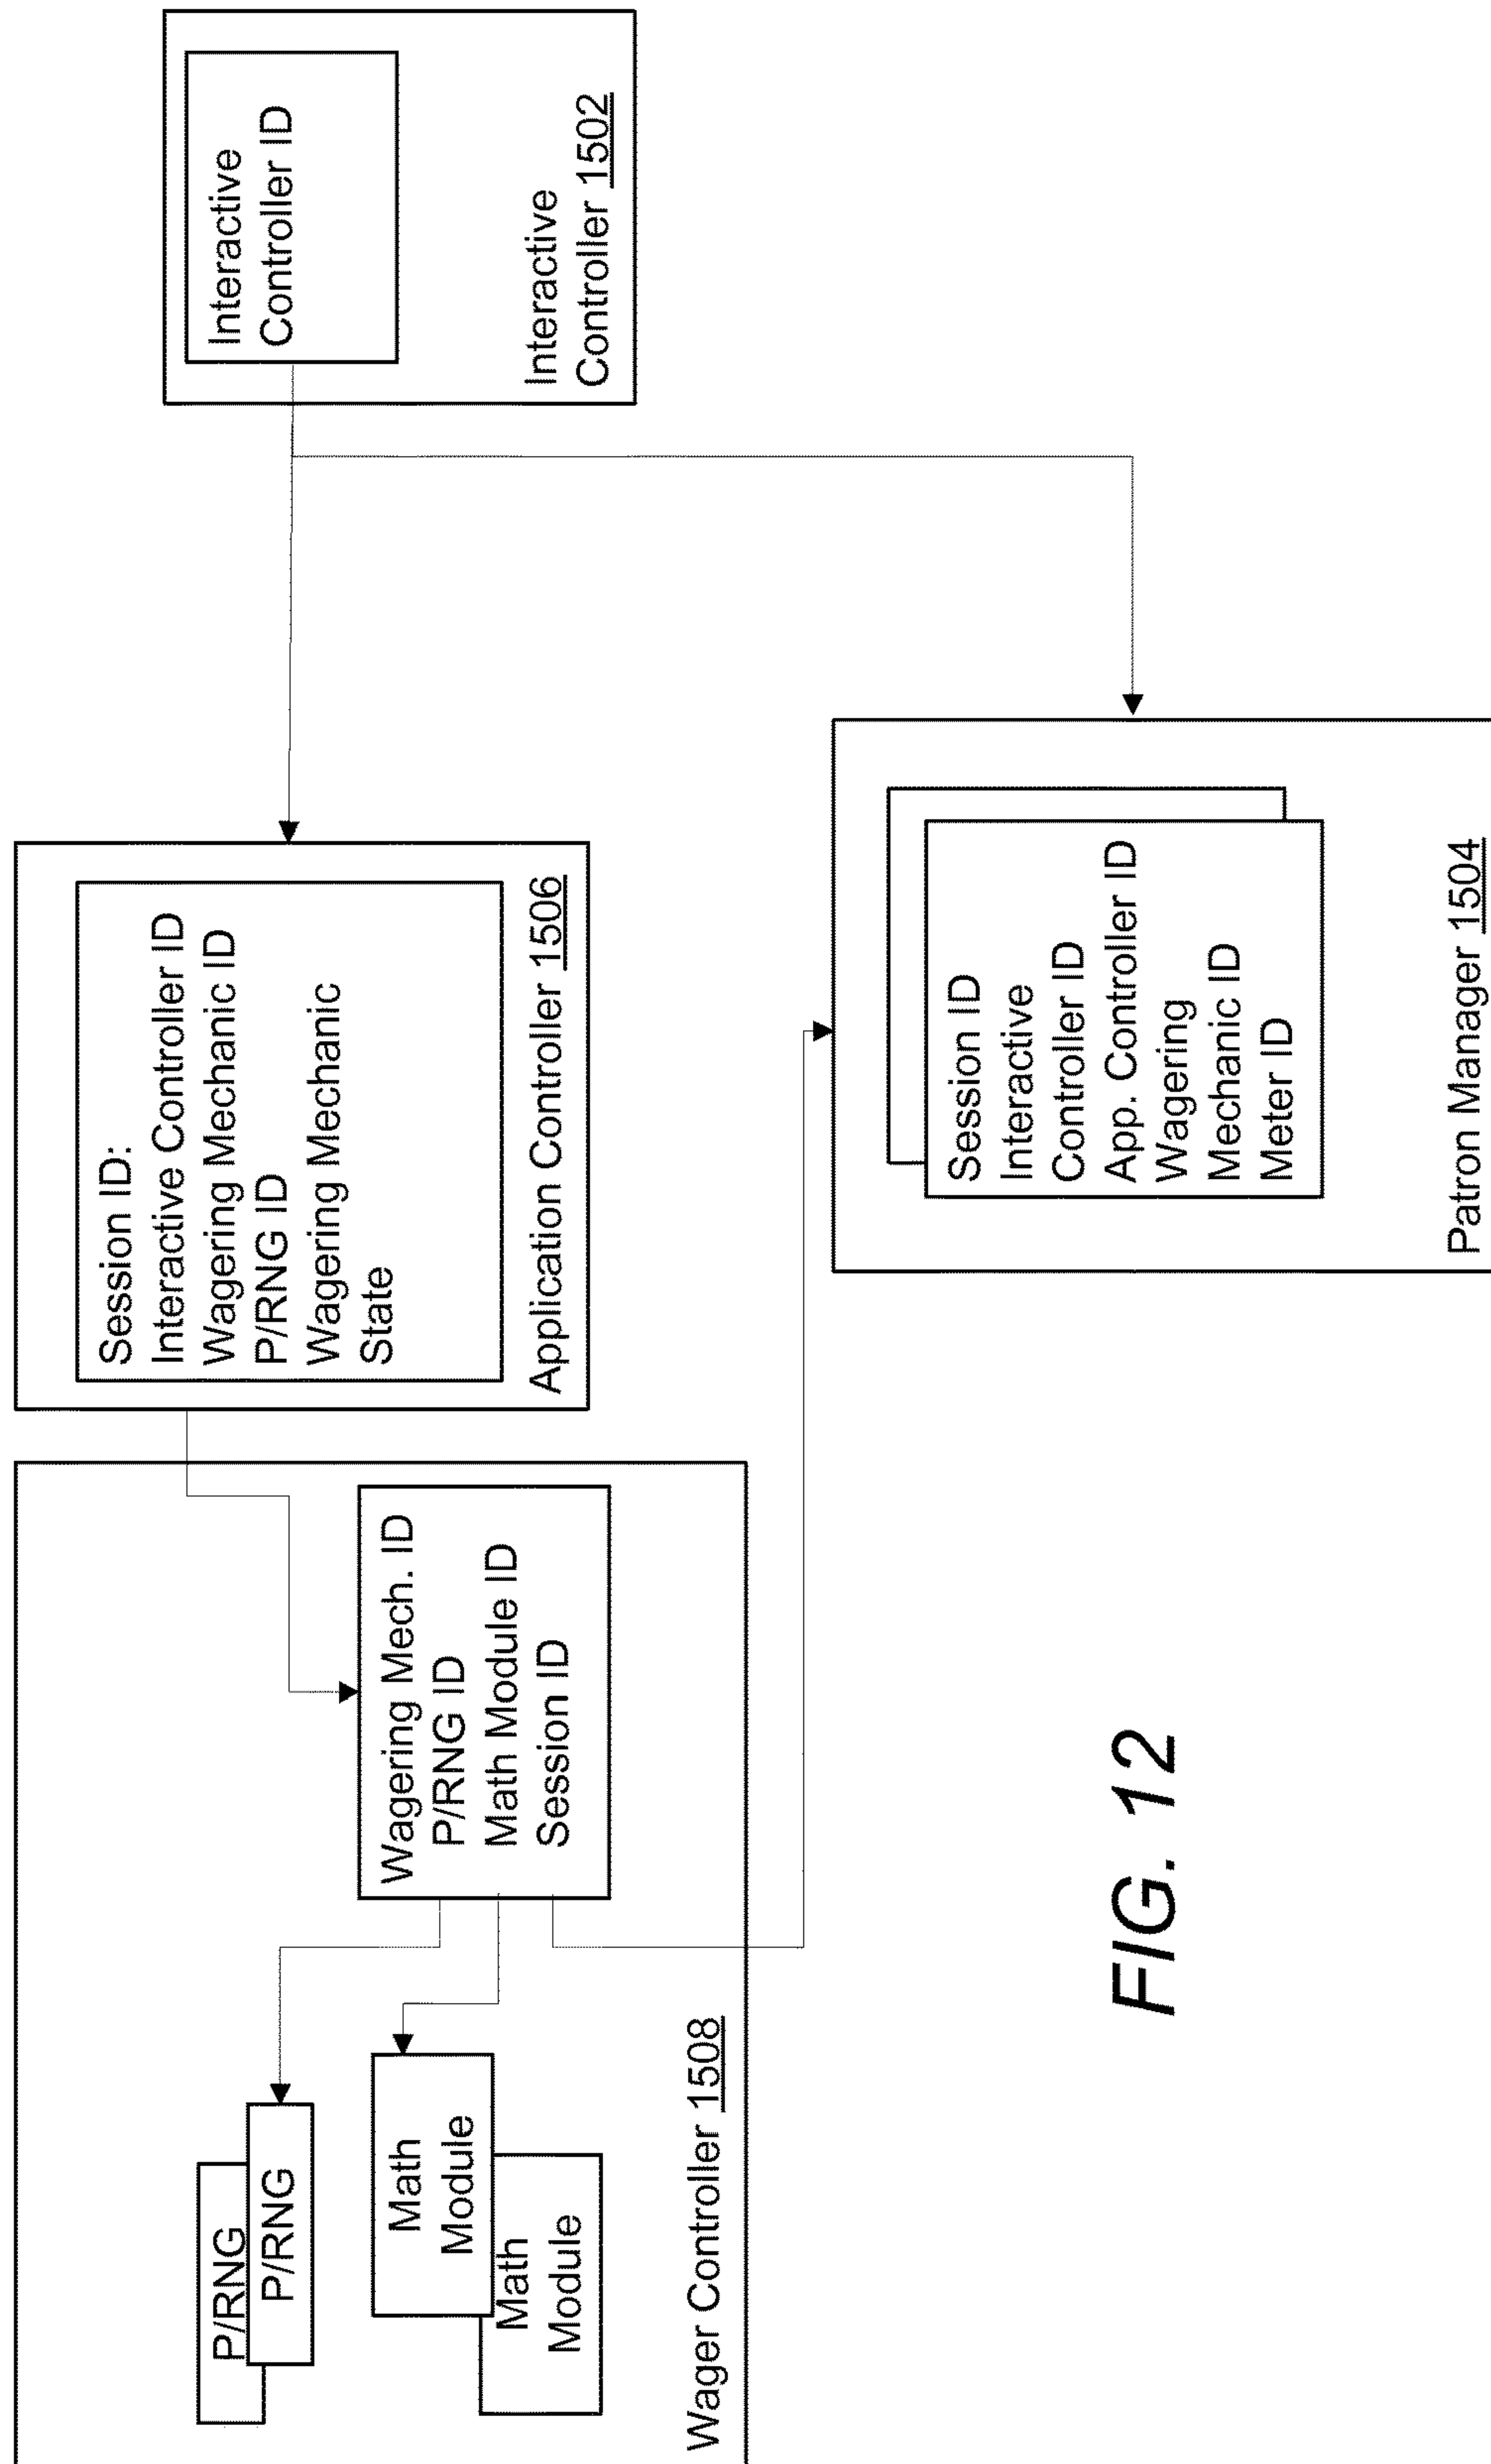 P/RNG
P/RNG
Math
Module
Math
Module
Wager Controller 1508
Wagering Mech. ID
P/RNG ID
Math Module ID
Session ID
Session ID:
Interactive Controller ID
Wagering Mechanic ID
P/RNG ID
Wagering Mechanic
State
Application Controller 1506
Interactive
Controller ID
Interactive
Controller 1502
Session ID
Interactive
Controller ID
App. Controller ID
Wagering
Mechanic ID
Meter ID
Patron Manager 1504
FIG. 12